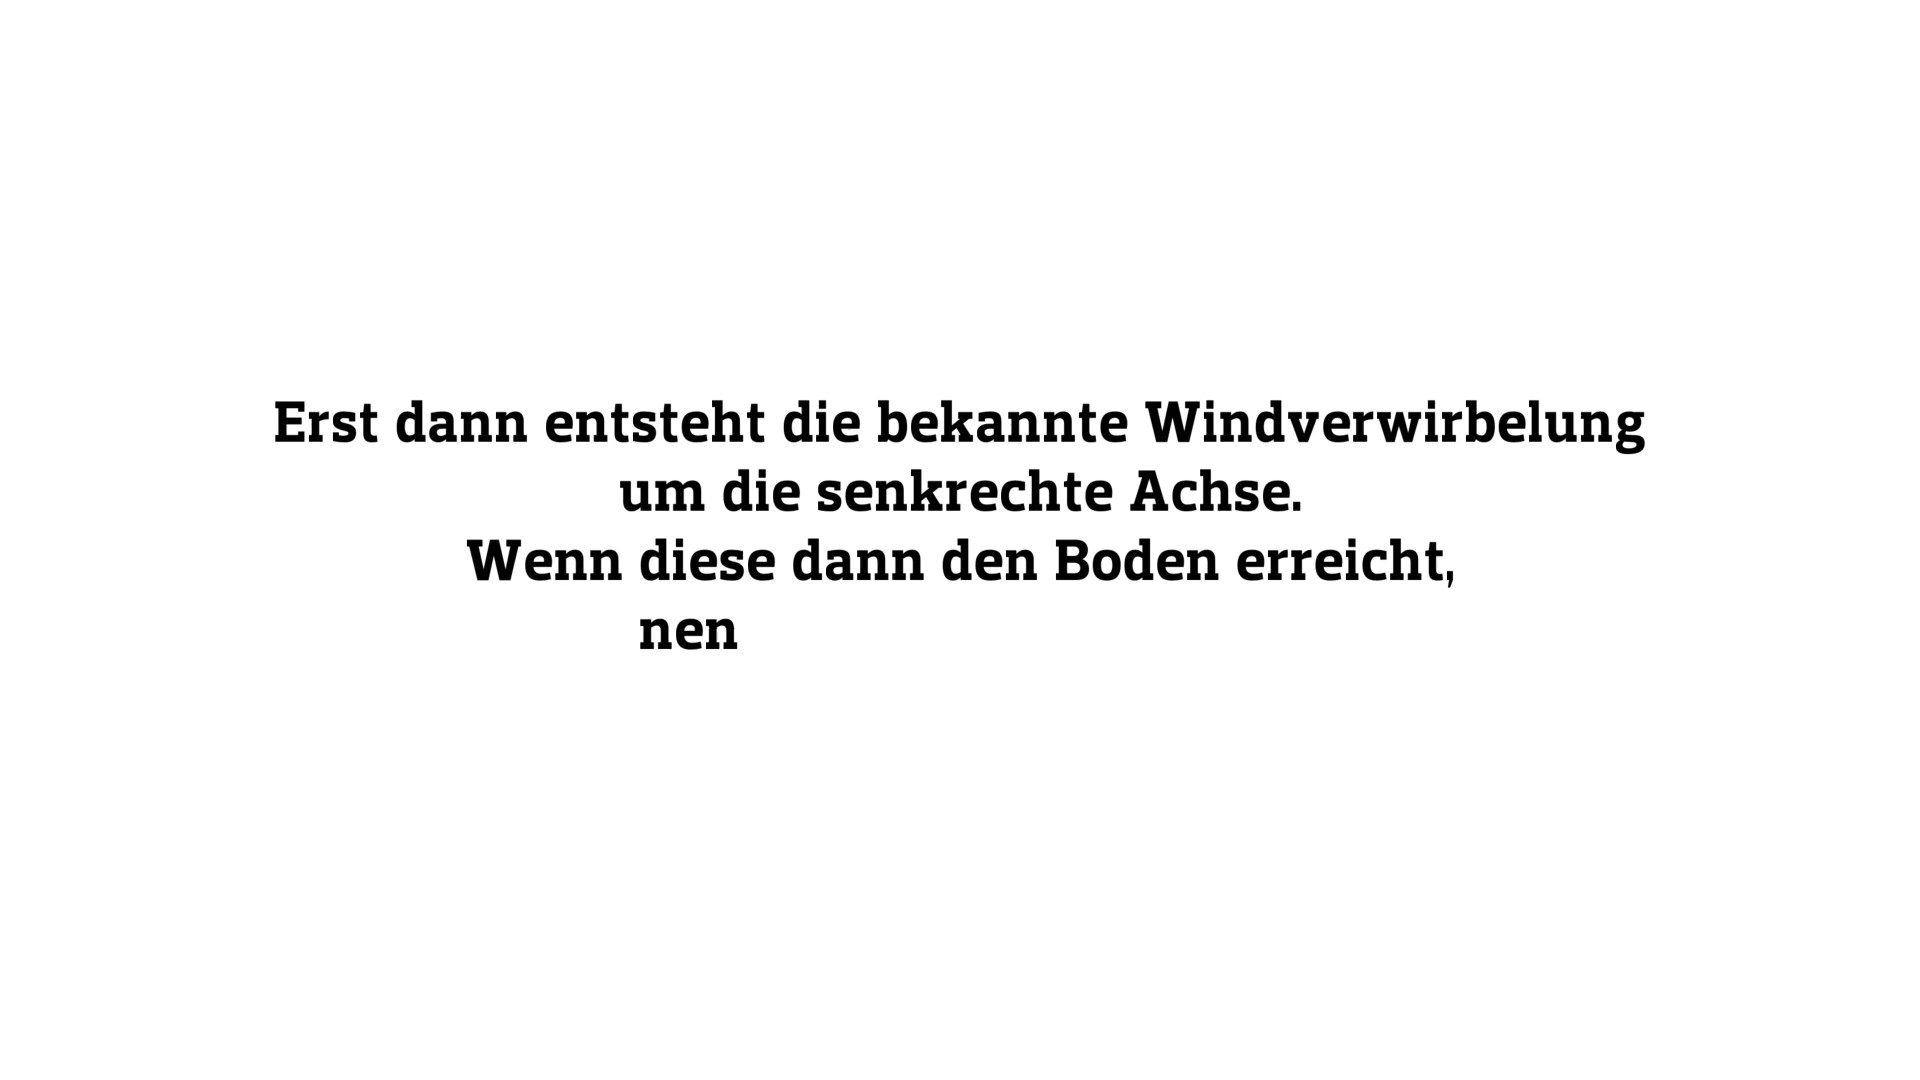 Erst dann entsteht die bekannte Windverwirbelung
um die senkrechte Achse.
Wenn diese dann den Boden erreicht,
nen